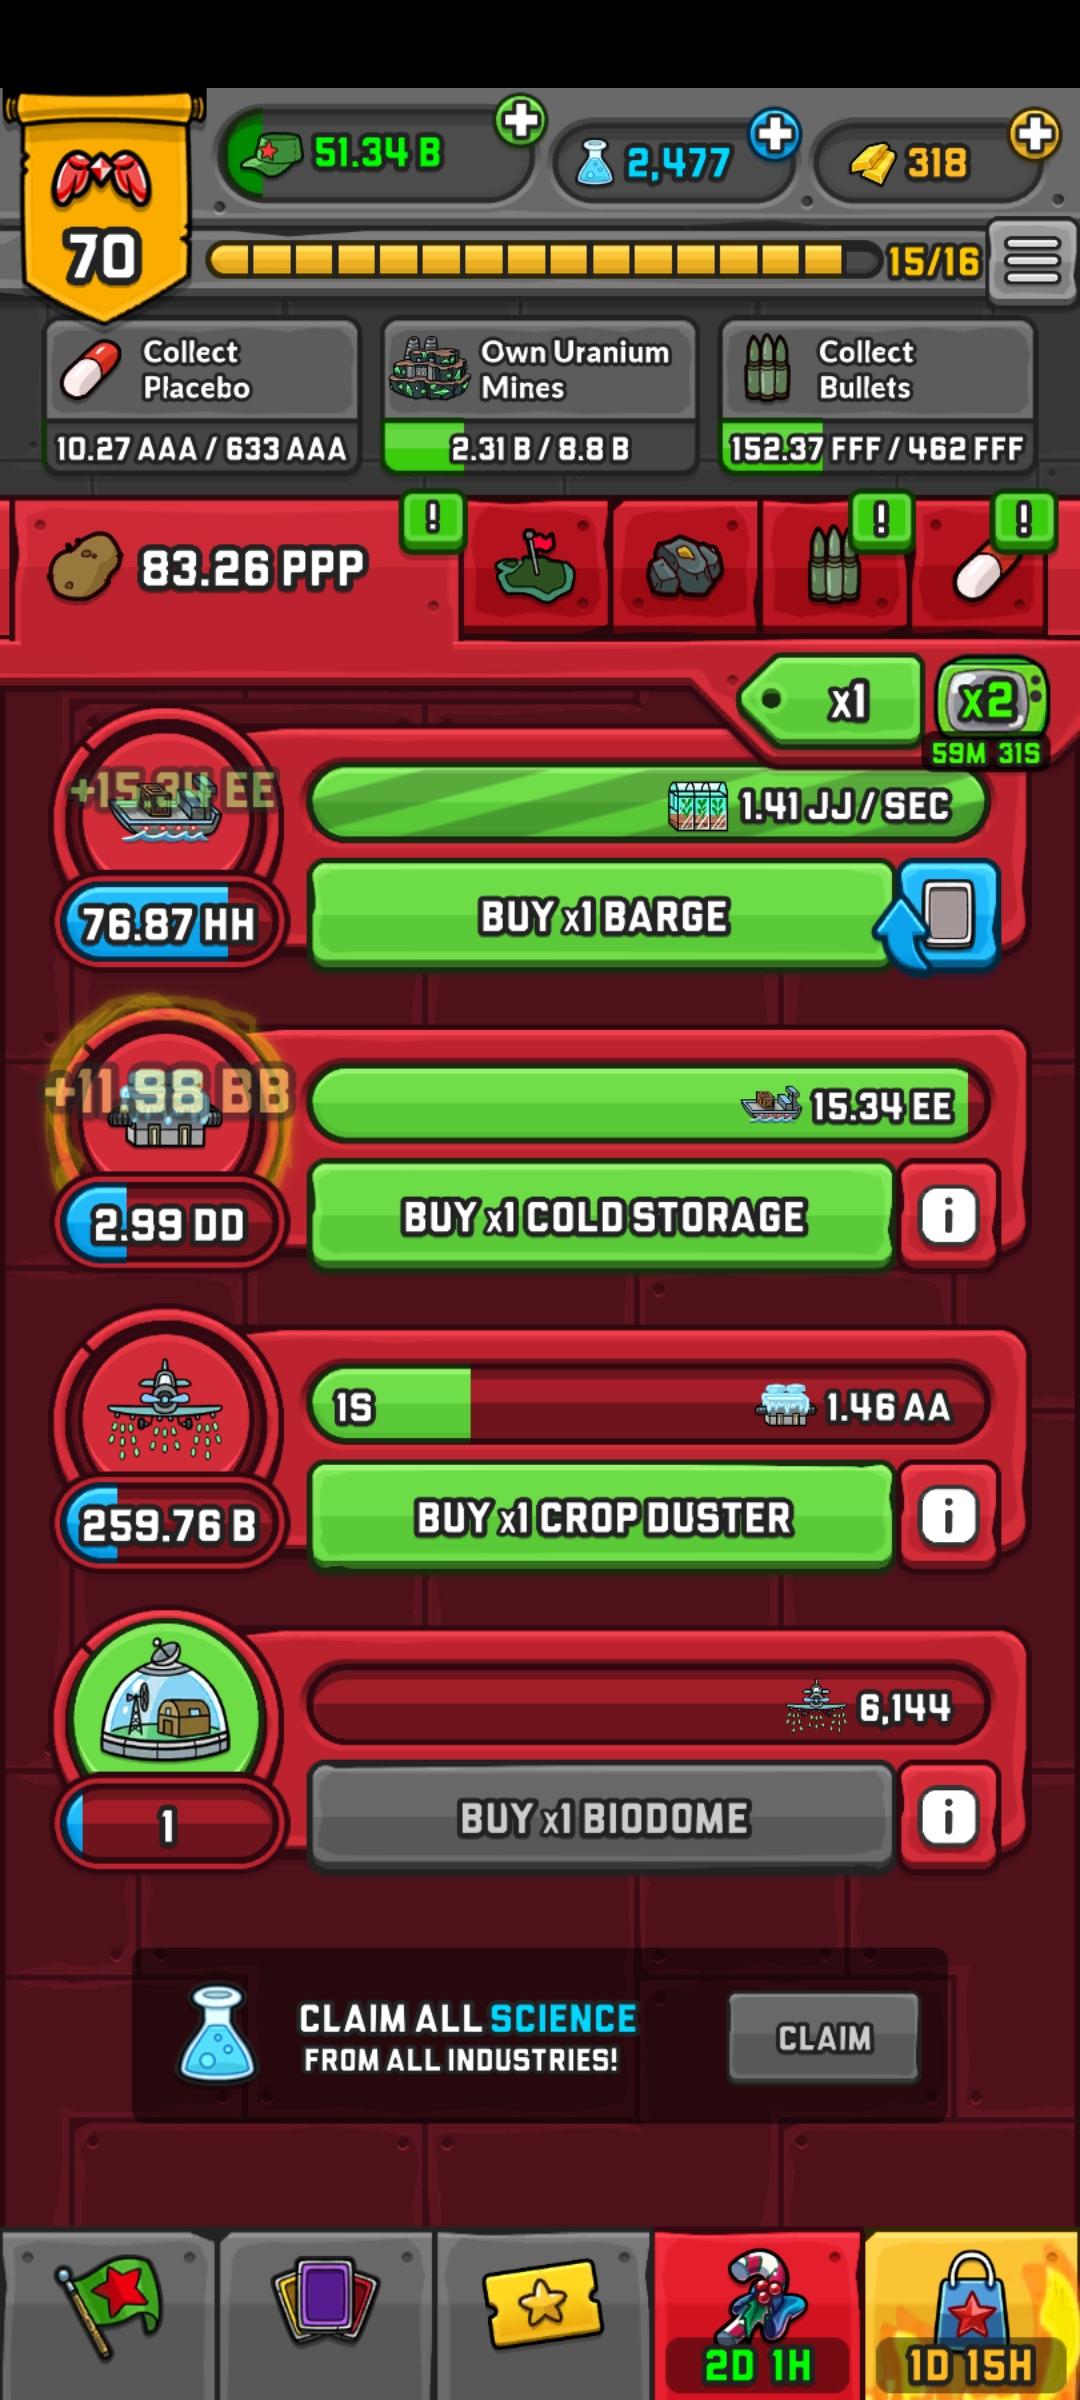 51.34 B
2,477
318
70
15/16
Collect
Placebo
10.27 AAA / 633 AAA
Own Uranium
Mines
2.31 B / 8.8 B
Collect
Bullets
152.37 FFF / 462 FFF
83.26 PPP
!
!
!
x1
x2
59M 31S
+15.34 EE
1.41 JJ / SEC
76.87 HH
BUY x1 BARGE
+11.98 BB
15.34 EE
2.99 DD
BUY x1 COLD STORAGE
i
1S
1.46 AA
259.76 B
BUY x1 CROP DUSTER
i
6,144
1
BUY x1 BIODOME
i
CLAIM ALL SCIENCE
FROM ALL INDUSTRIES!
CLAIM
2D 1H
1D 15H